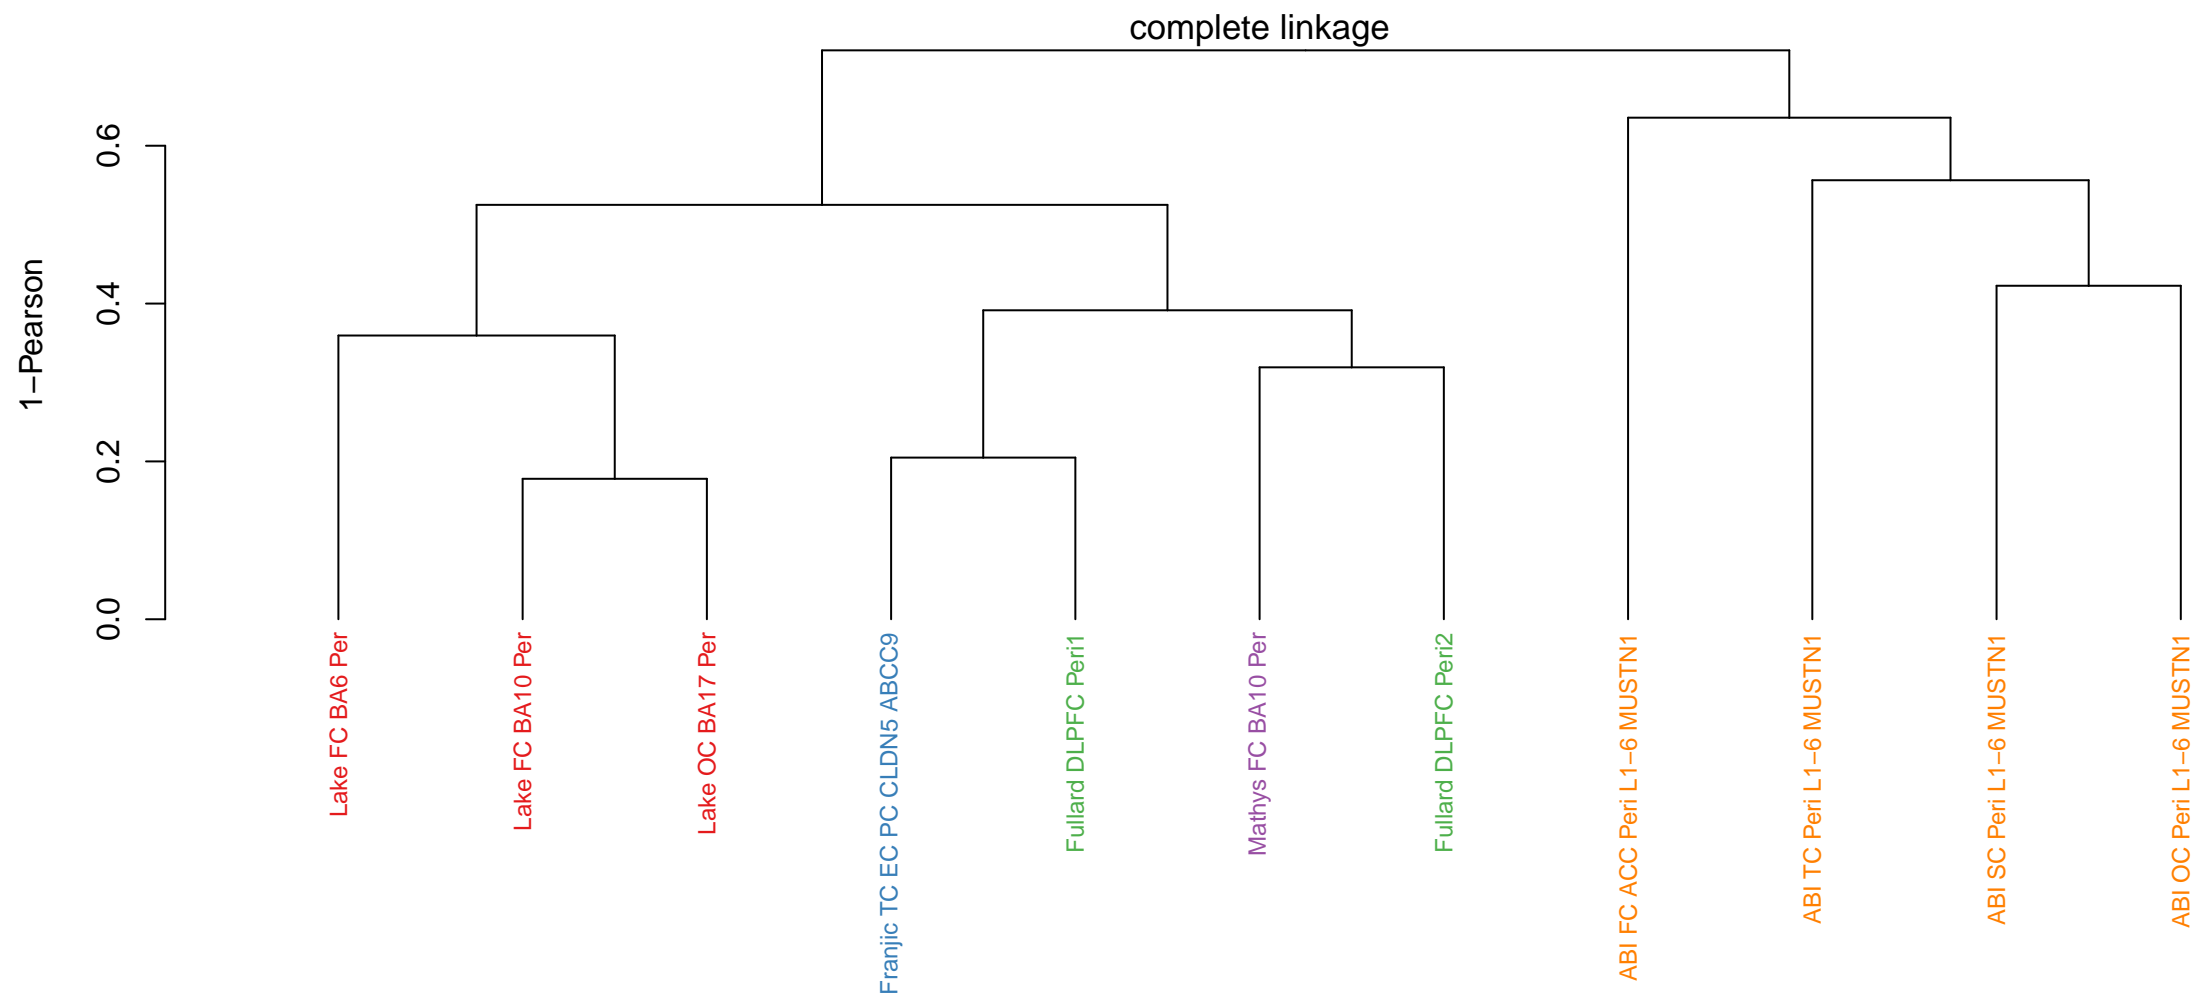 complete linkage
1−Pearson
0.6
0.4
0.2
0.0
Lake FC BA6 Per
Lake FC BA10 Per
Lake OC BA17 Per
Franjic TC EC PC CLDN5 ABCC9
Fullard DLPFC Peri1
Mathys FC BA10 Per
Fullard DLPFC Peri2
ABI FC ACC Peri L1−6 MUSTN1
ABI TC Peri L1−6 MUSTN1
ABI SC Peri L1−6 MUSTN1
ABI OC Peri L1−6 MUSTN1